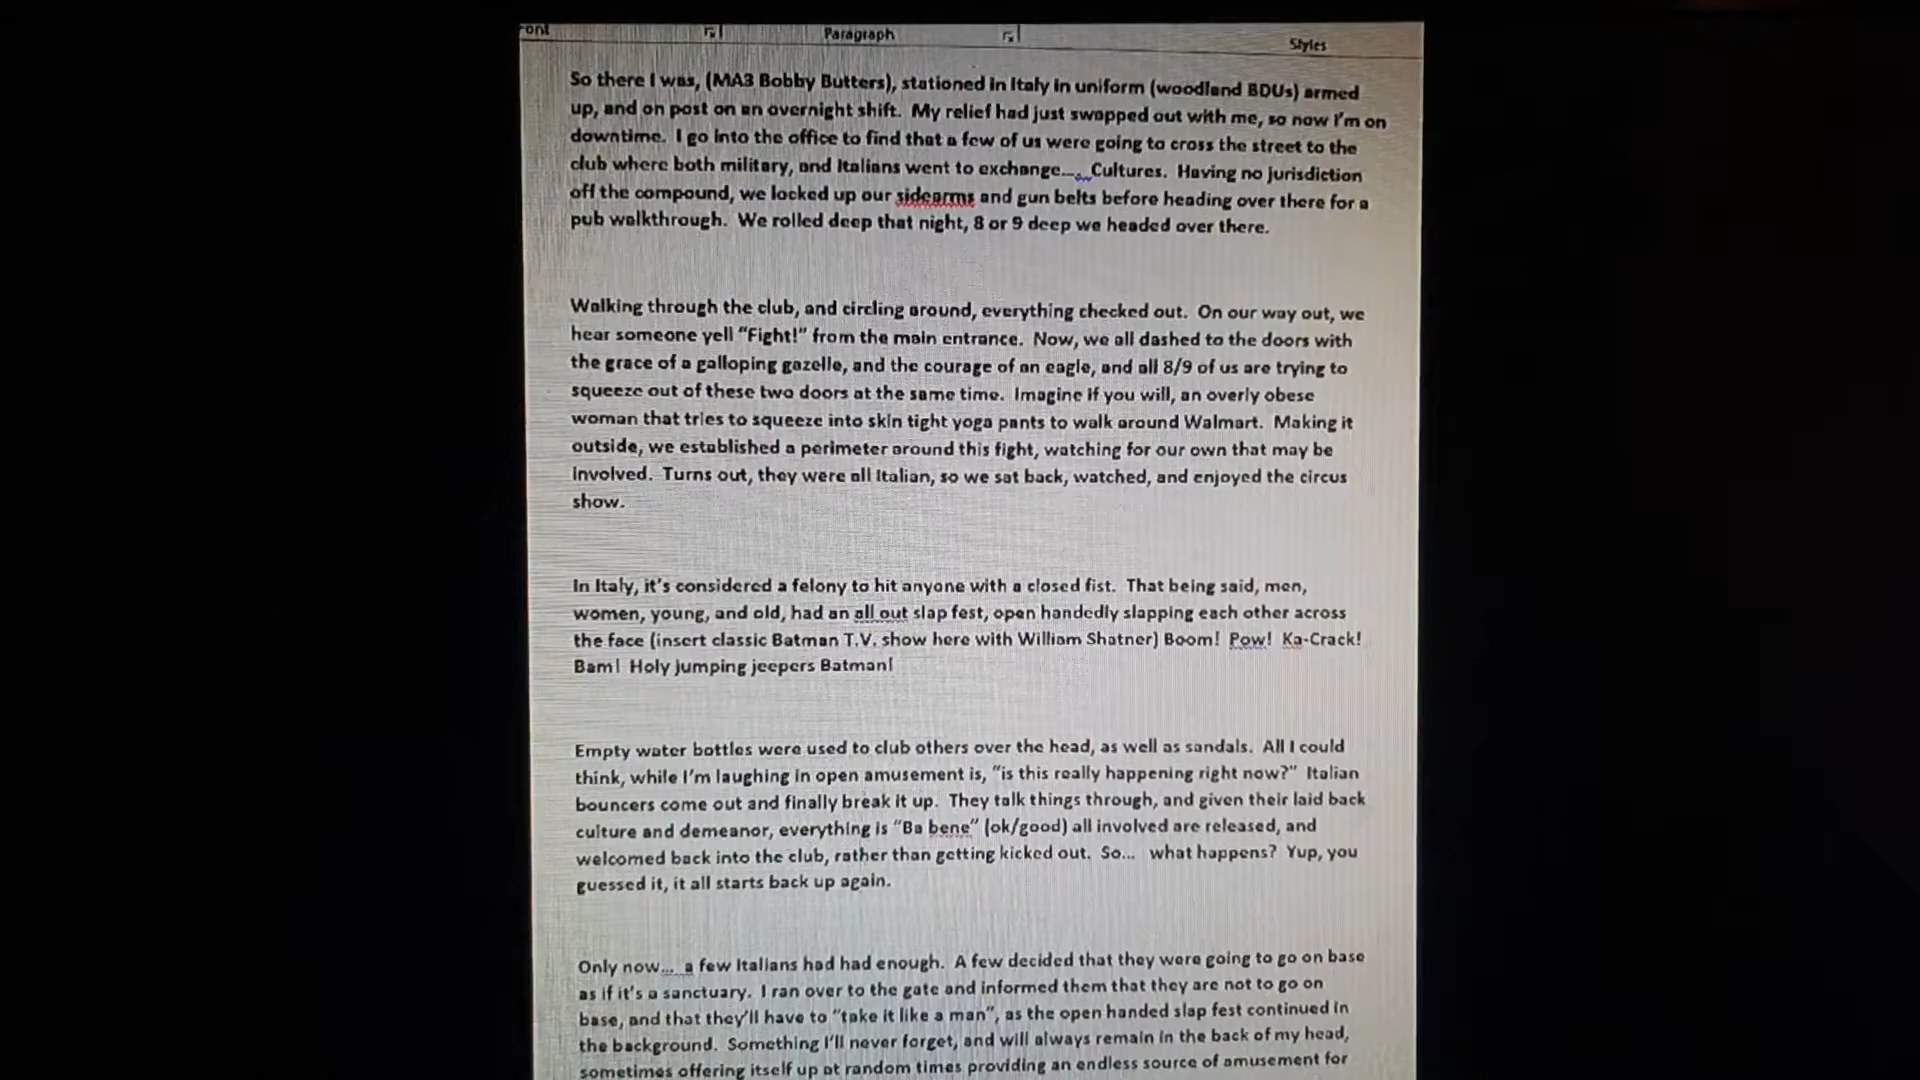 Font
Paragraph
Styles
So there I was, (MA3 Bobby Butters), stationed in Italy in uniform (woodland BDUs) armed
up, and on post on an overnight shift. My relief had just swapped out with me, so now I'm on
downtime. I go into the office to find that a few of us were going to cross the street to the
club where both military, and Italians went to exchange.... Cultures. Having no jurisdiction
off the compound, we locked up our sidearms and gun belts before heading over there for a
pub walkthrough. We rolled deep that night, 8 or 9 deep we headed over there.
Walking through the club, and circling around, everything checked out. On our way out, we
hear someone yell "Fight!" from the main entrance. Now, we all dashed to the doors with
the grace of a galloping gazelle, and the courage of an eagle, and all 8/9 of us are trying to
squeeze out of these two doors at the same time. Imagine if you will, an overly obese
woman that tries to squeeze into skin tight yoga pants to walk around Walmart. Making it
outside, we established a perimeter around this fight, watching for our own that may be
involved. Turns out, they were all Italian, so we sat back, watched, and enjoyed the circus
show.
In Italy, it's considered a felony to hit anyone with a closed fist. That being said, men,
women, young, and old, had an all out slap fest, open handedly slapping each other across
the face (insert classic Batman T.V. show here with William Shatner) Boom! Pow! Ka-Crack!
Bam! Holy jumping jeepers Batman!
Empty water bottles were used to club others over the head, as well as sandals. All I could
think, while I'm laughing in open amusement is, "is this really happening right now?" Italian
bouncers come out and finally break it up. They talk things through, and given their laid back
culture and demeanor, everything is "Ba bene" (ok/good) all involved are released, and
welcomed back into the club, rather than getting kicked out. So... what happens? Yup, you
guessed it, it all starts back up again.
Only now... a few Italians had had enough. A few decided that they were going to go on base
as if it's a sanctuary. I ran over to the gate and informed them that they are not to go on
base, and that they'll have to "take it like a man", as the open handed slap fest continued in
the background. Something I'll never forget, and will always remain in the back of my head,
sometimes offering itself up at random times providing an endless source of amusement for